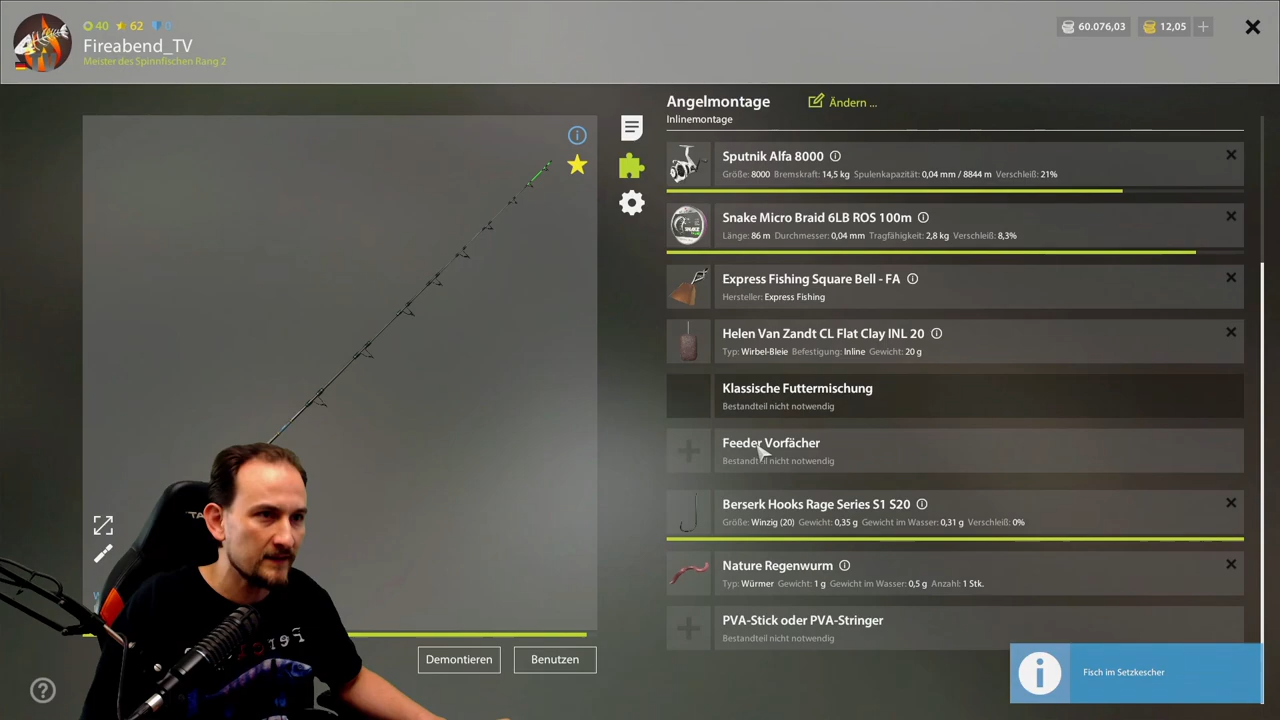 40 62 0
Fireabend_TV
Meister des Spinnfischen Rang 2
60.076,03 12,05
Angelmontage Ändern ...
Inlinemontage
Sputnik Alfa 8000
Größe: 8000 Bremskraft: 14,5 kg Spulenkapazität: 0,04 mm / 8844 m Verschleiß: 21%
Snake Micro Braid 6LB ROS 100m
Länge: 86 m Durchmesser: 0,04 mm Tragfähigkeit: 2,8 kg Verschleiß: 8,3%
Express Fishing Square Bell - FA
Hersteller: Express Fishing
Helen Van Zandt CL Flat Clay INL 20
Typ: Wirbel-Bleie Befestigung: Inline Gewicht: 20 g
Klassische Futtermischung
Bestandteil nicht notwendig
Feeder Vorfächer
Bestandteil nicht notwendig
Berserk Hooks Rage Series S1 S20
Größe: Winzig (20) Gewicht: 0,35 g Gewicht im Wasser: 0,31 g Verschleiß: 0%
Nature Regenwurm
Typ: Würmer Gewicht: 1 g Gewicht im Wasser: 0,5 g Anzahl: 1 Stk.
PVA-Stick oder PVA-Stringer
Bestandteil nicht notwendig
Demontieren Benutzen
Fisch im Setzkescher